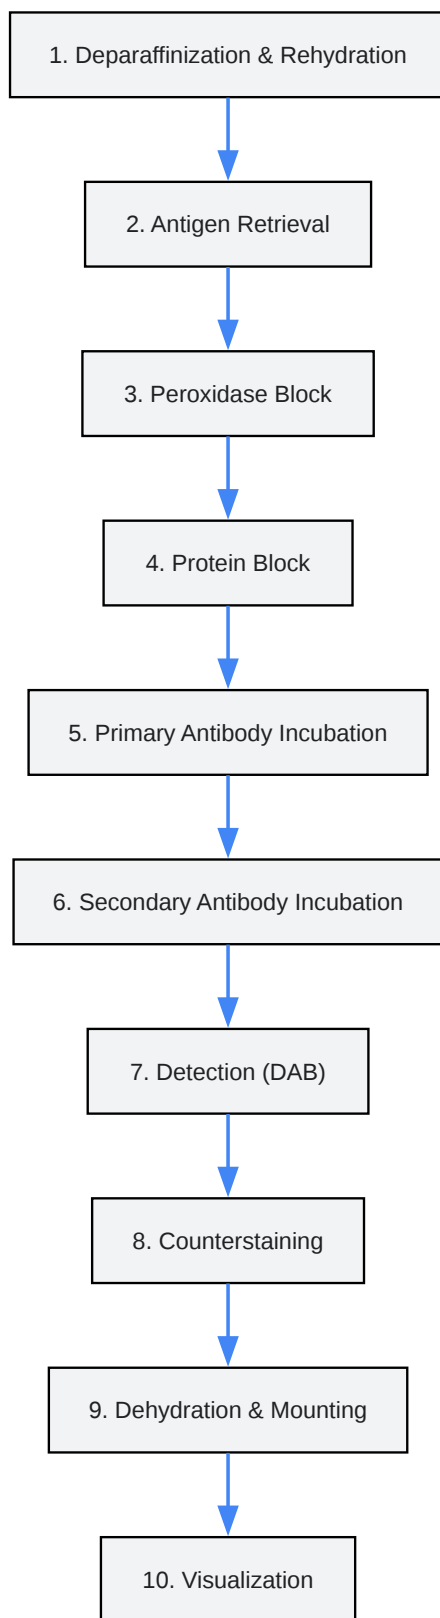 1. Deparaffinization & Rehydration
2. Antigen Retrieval
3. Peroxidase Block
4. Protein Block
5. Primary Antibody Incubation
6. Secondary Antibody Incubation
7. Detection (DAB)
8. Counterstaining
9. Dehydration & Mounting
10. Visualization